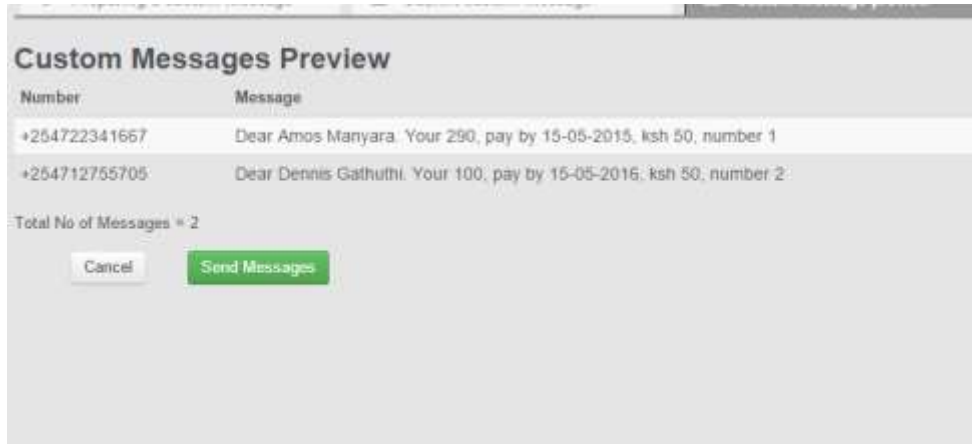 Custom Messages Preview
Number Message
+254722341667 Dear Amos Manyara. Your 290, pay by 15-05-2015, ksh 50, number 1
+254712755705 Dear Dennis Gathuthi. Your 100, pay by 15-05-2016, ksh 50, number 2
Total No of Messages = 2
Cancel Send Messages